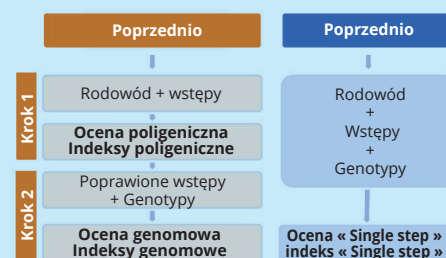 Poprzednio
Krok 1
Rodowód + wstępy
Ocena poligeniczna
Indeksy poligeniczne
Krok 2
Poprawione wstępy
+ Genotypy
Ocena genomowa
Indeksy genomowe
Poprzednio
Rodowód
+
Wstępy
+
Genotypy
Ocena « Single step »
indeks « Single step »